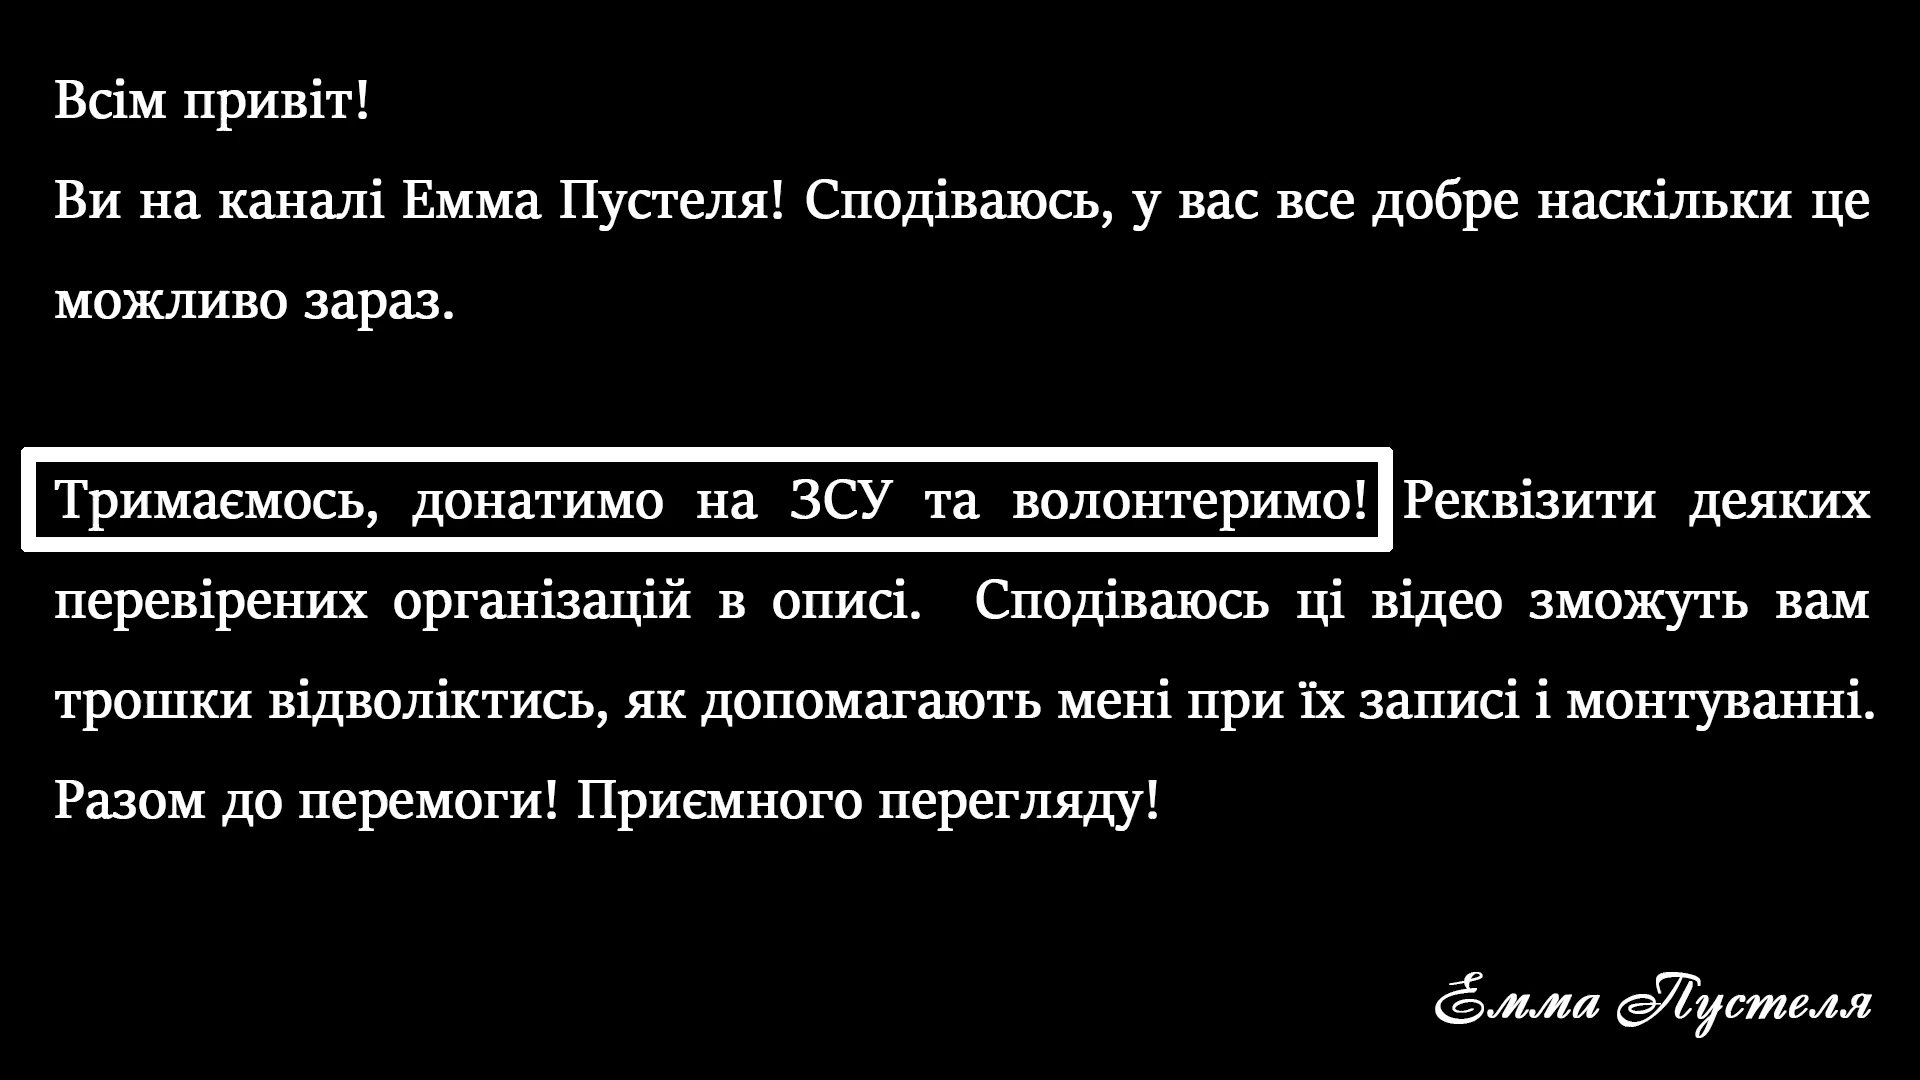 Всім привіт!
Ви на каналі Емма Пустеля! Сподіваюсь, у вас все добре наскільки це
можливо зараз.
Тримаємось, донатимо на ЗСУ та волонтеримо! Реквізити деяких
перевірених організацій в описі. Сподіваюсь ці відео зможуть вам
трошки відволіктись, як допомагають мені при їх записі і монтуванні.
Разом до перемоги! Приємного перегляду!
Емма Пустеля